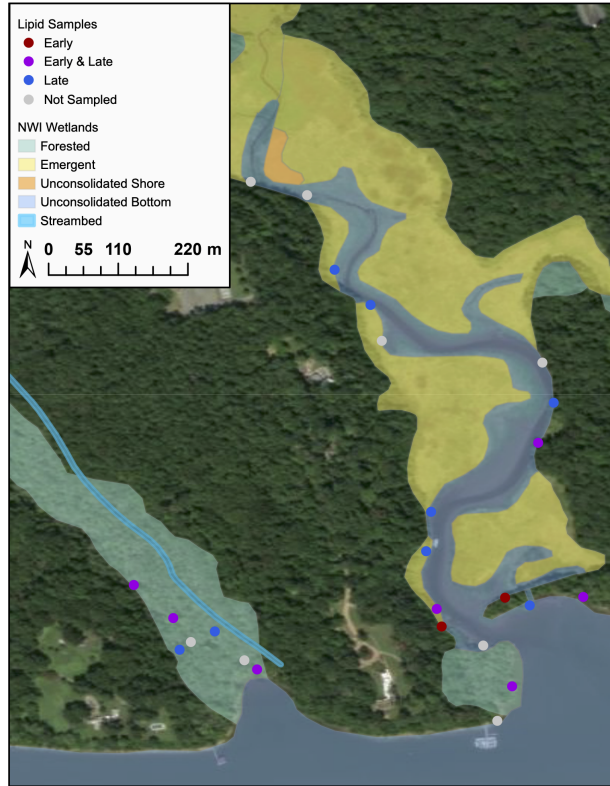 Lipid Samples
Early
Early & Late
Late
Not Sampled
NWI Wetlands
Forested
Emergent
Unconsolidated Shore
Unconsolidated Bottom
Streambed
N 0 55 110 220 m